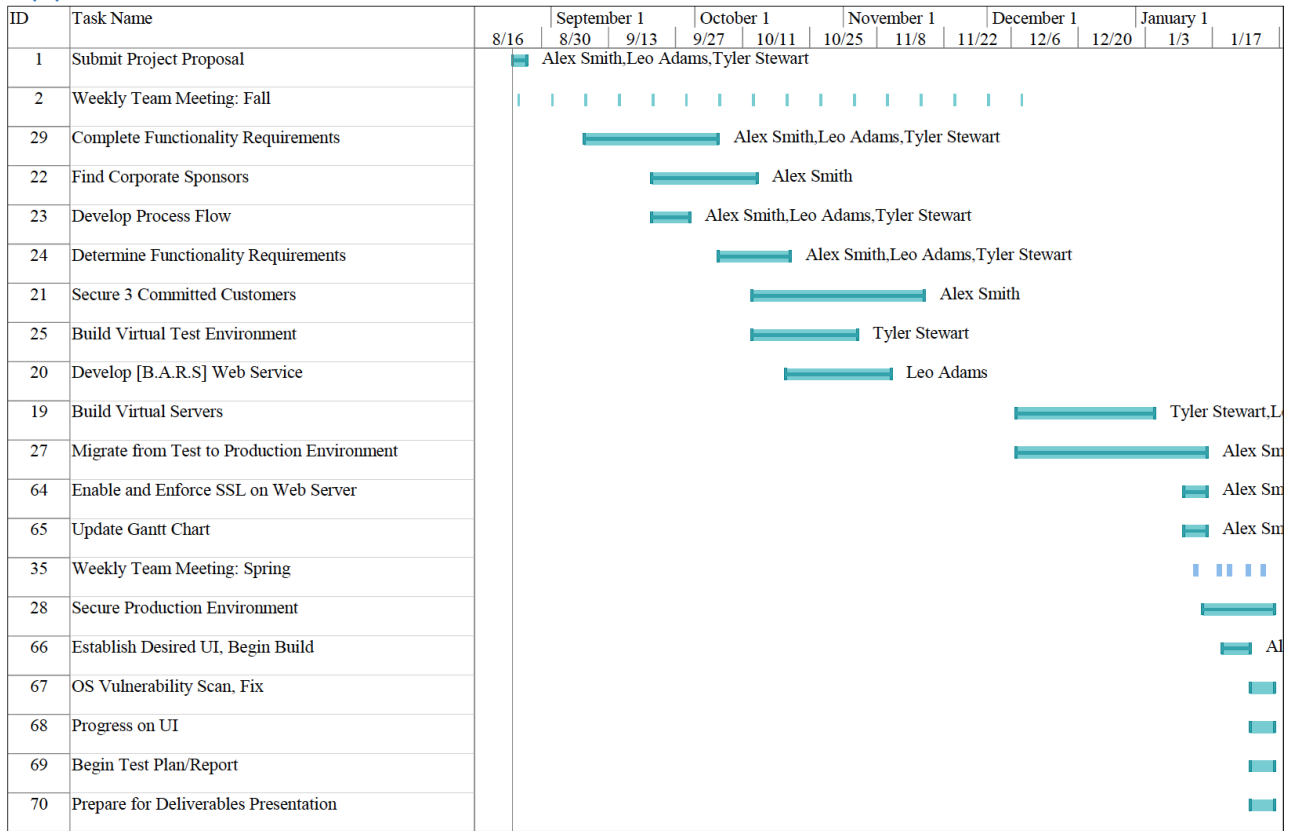 ID Task Name September 1 October 1 November 1 December 1 January 1
8/16 8/30 9/13 9/27 10/11 10/25 11/8 11/22 12/6 12/20 1/3 1/17
1 Submit Project Proposal Alex Smith,Leo Adams,Tyler Stewart
2 Weekly Team Meeting: Fall
29 Complete Functionality Requirements Alex Smith,Leo Adams,Tyler Stewart
22 Find Corporate Sponsors Alex Smith
23 Develop Process Flow Alex Smith,Leo Adams,Tyler Stewart
24 Determine Functionality Requirements Alex Smith,Leo Adams,Tyler Stewart
21 Secure 3 Committed Customers Alex Smith
25 Build Virtual Test Environment Tyler Stewart
20 Develop [B.A.R.S] Web Service Leo Adams
19 Build Virtual Servers Tyler Stewart,L
27 Migrate from Test to Production Environment Alex Sm
64 Enable and Enforce SSL on Web Server Alex Sm
65 Update Gantt Chart Alex Sm
35 Weekly Team Meeting: Spring
28 Secure Production Environment
66 Establish Desired UI, Begin Build Al
67 OS Vulnerability Scan, Fix
68 Progress on UI
69 Begin Test Plan/Report
70 Prepare for Deliverables Presentation